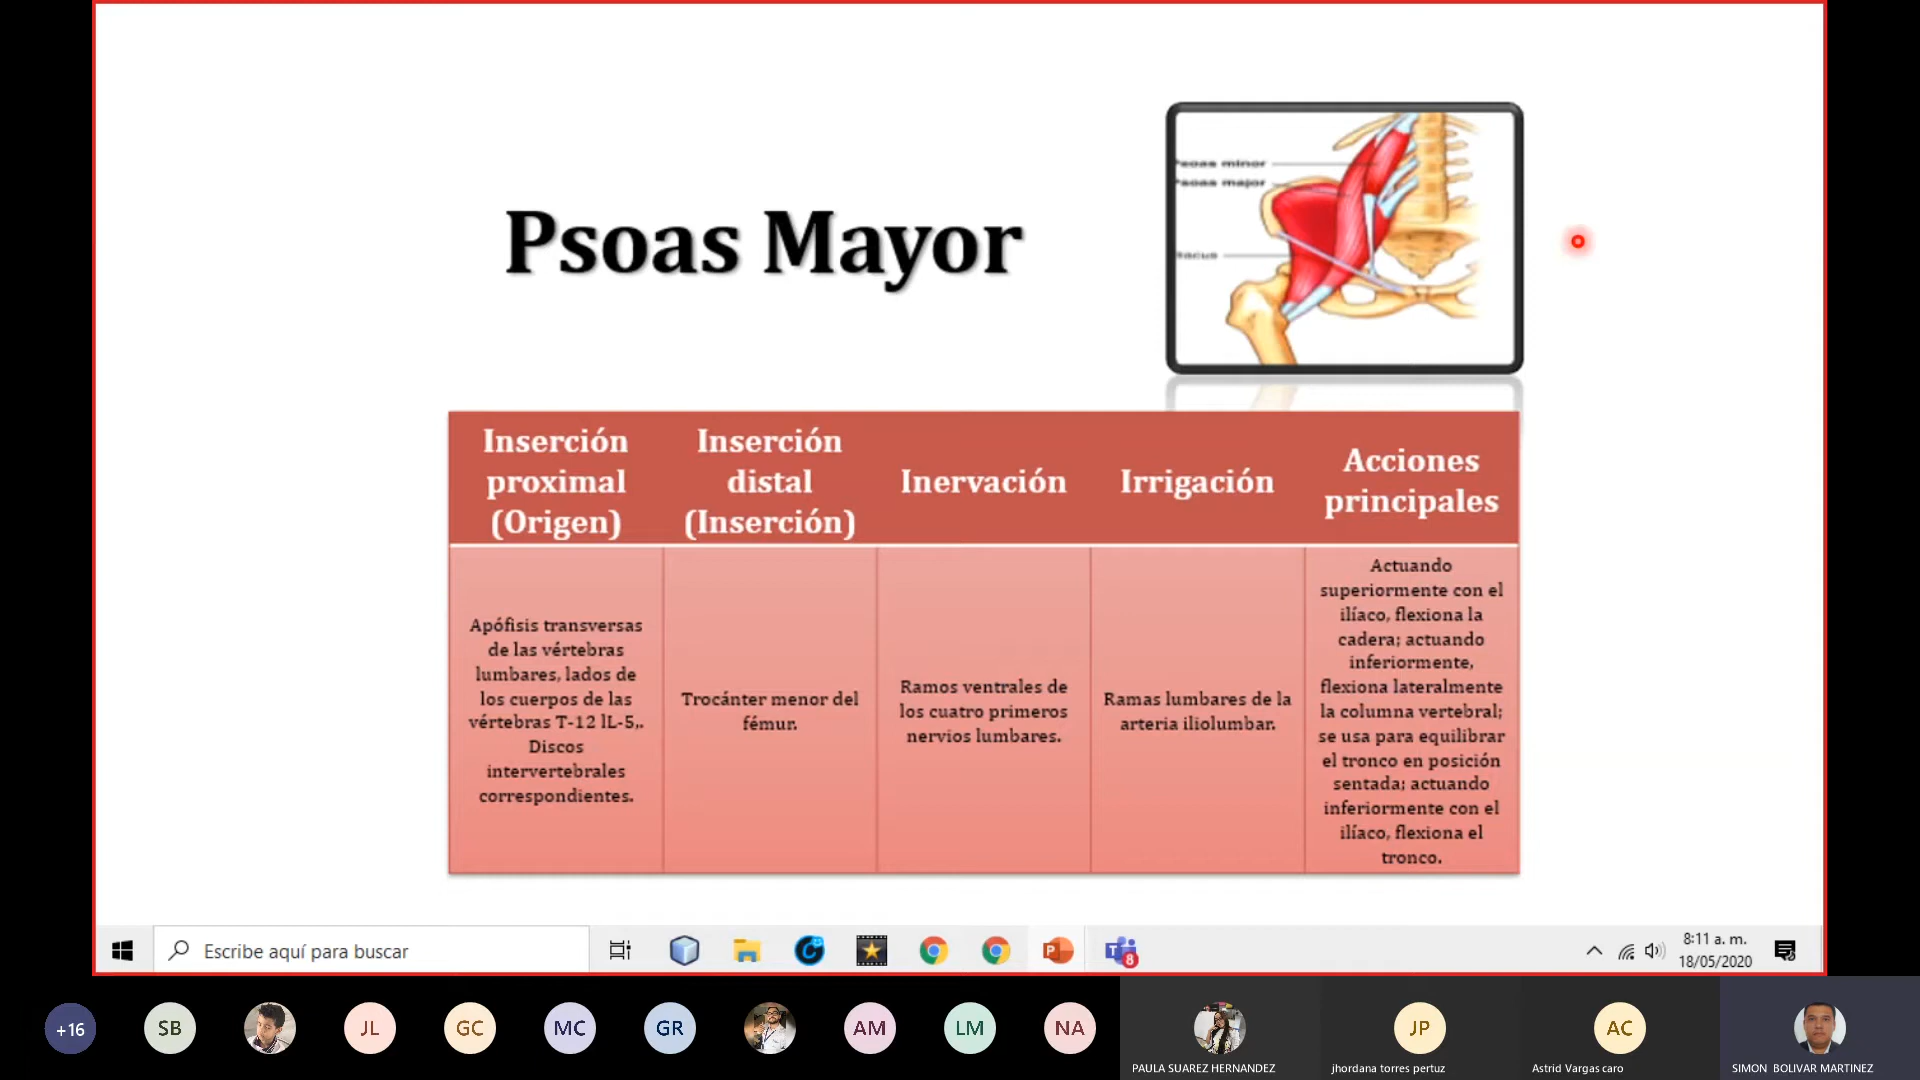 Psoas Mayor
psoas minor
psoas major
iliacus
Inserción
proximal
(Origen)
Inserción
distal
(Inserción)
Inervación
Irrigación
Acciones
principales
Apófisis transversas
de las vértebras
lumbares, lados de
los cuerpos de las
vértebras T-12 lL-5,.
Discos
intervertebrales
correspondientes.
Trocánter menor del
fémur.
Ramos ventrales de
los cuatro primeros
nervios lumbares.
Ramas lumbares de la
arteria iliolumbar.
Actuando
superiormente con el
ilíaco, flexiona la
cadera; actuando
inferiormente,
flexiona lateralmente
la columna vertebral;
se usa para equilibrar
el tronco en posición
sentada; actuando
inferiormente con el
ilíaco, flexiona el
tronco.
Escribe aquí para buscar
8
8:11 a. m.
18/05/2020
+16
SB
JL
GC
MC
GR
AM
LM
NA
PAULA SUAREZ HERNANDEZ
JP
jhordana torres pertuz
AC
Astrid Vargas caro
SIMON BOLIVAR MARTINEZ